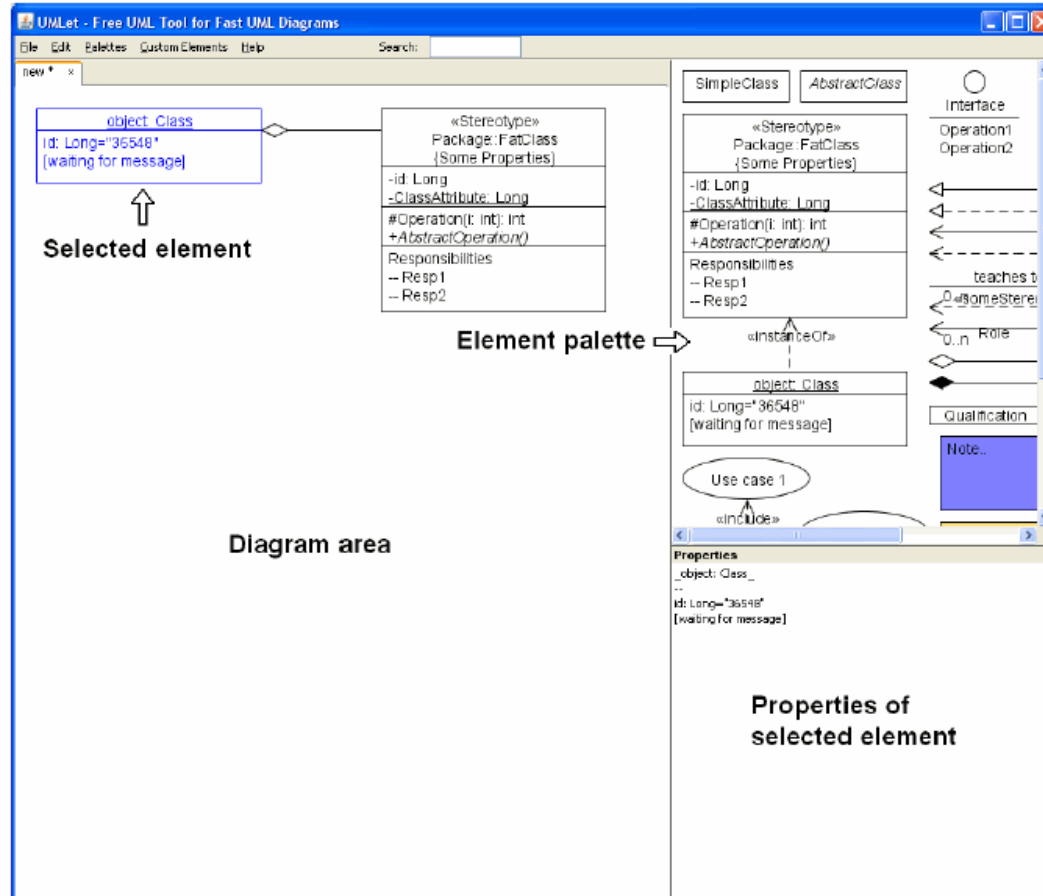 UMLet - Free UML Tool for Fast UML Diagrams
File Edit Palettes Custom Elements Help Search:
new * x
object: Class
id: Long="36548"
[waiting for message]
Selected element
«Stereotype»
Package::FatClass
{Some Properties}
-id: Long
-ClassAttribute: Long
#Operation(i: int): int
+AbstractOperation()
Responsibilities
-- Resp1
-- Resp2
Diagram area
SimpleClass
AbstractClass
Interface
Operation1
Operation2
«Stereotype»
Package::FatClass
{Some Properties}
-id: Long
-ClassAttribute: Long
#Operation(i: int): int
+AbstractOperation()
Responsibilities
-- Resp1
-- Resp2
teaches t
«someStere
0..n
Role
Element palette
«instanceOf»
object: Class
id: Long="36548"
[waiting for message]
Qualification
Note..
Use case 1
«include»
Properties
_object: Class_
--
id: Long="36548"
[waiting for message]
Properties of
selected element